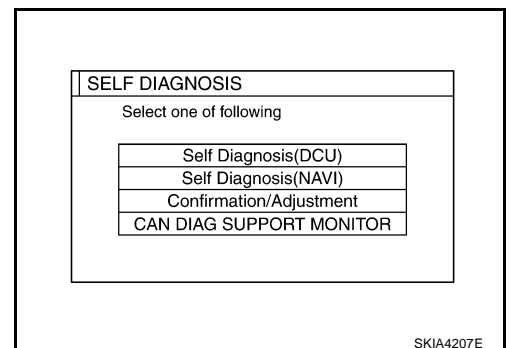 SELF DIAGNOSIS
Select one of following
Self Diagnosis(DCU)
Self Diagnosis(NAVI)
Confirmation/Adjustment
CAN DIAG SUPPORT MONITOR
SKIA4207E